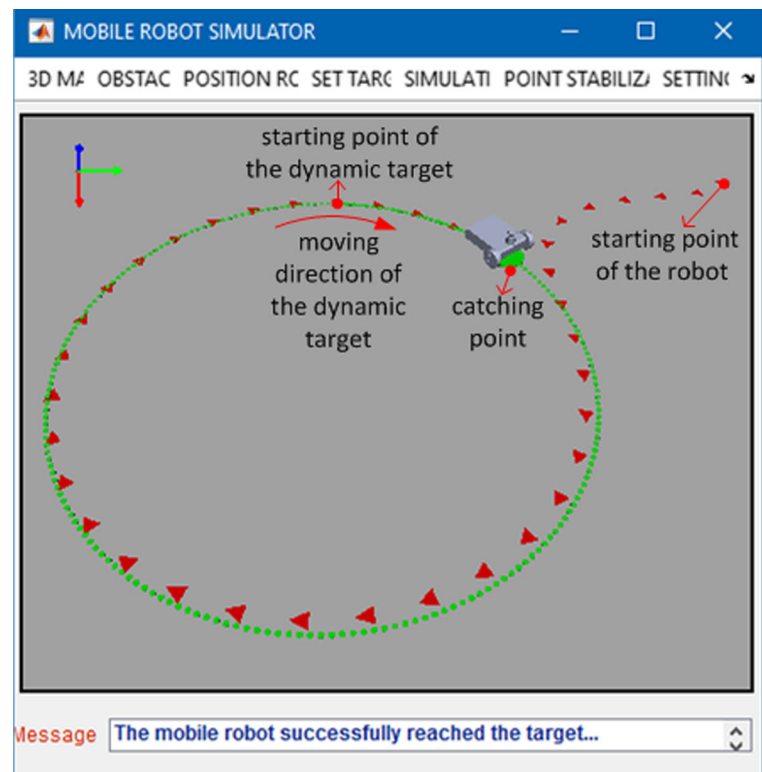 MOBILE ROBOT SIMULATOR
3D MA OBSTAC POSITION RO SET TARG SIMULATI POINT STABILIZA SETTING
starting point of
the dynamic target
moving
direction of
the dynamic
target
starting point
of the robot
catching
point
Message The mobile robot successfully reached the target...